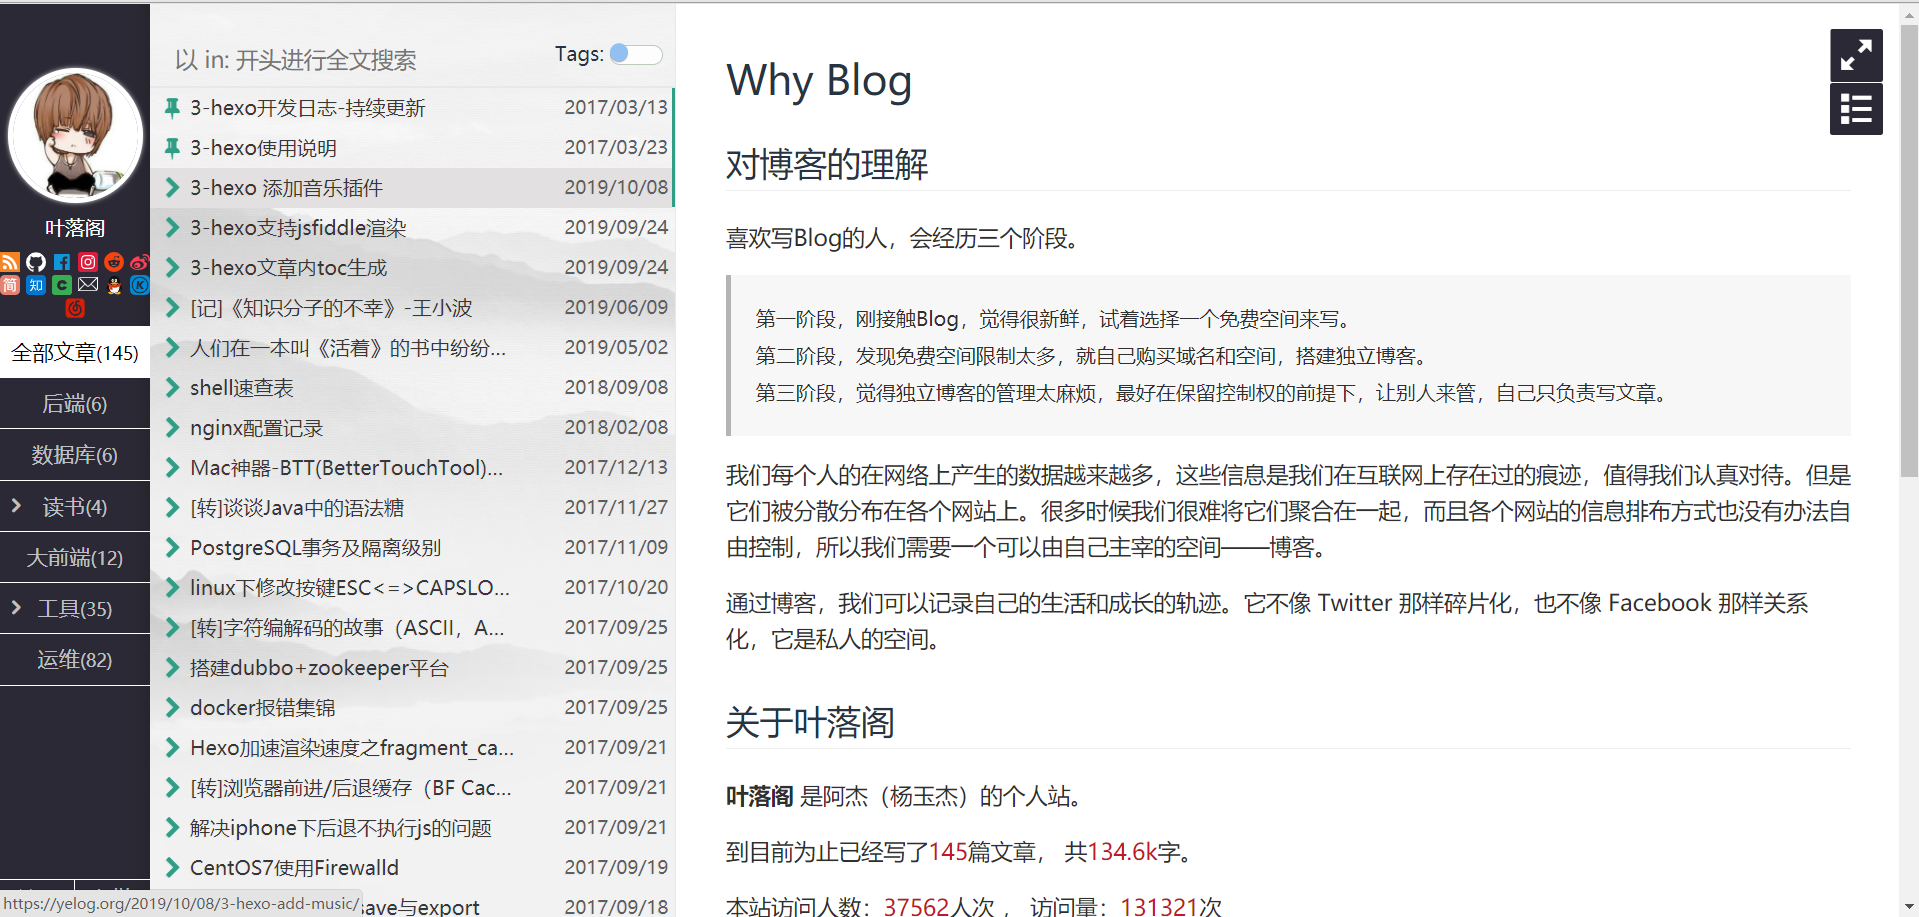 叶落阁
简
知
全部文章(145)
后端(6)
数据库(6)
读书(4)
大前端(12)
工具(35)
运维(82)
以 in: 开头进行全文搜索
Tags:
3-hexo开发日志-持续更新 2017/03/13
3-hexo使用说明 2017/03/23
3-hexo 添加音乐插件 2019/10/08
3-hexo支持jsfiddle渲染 2019/09/24
3-hexo文章内toc生成 2019/09/24
[记]《知识分子的不幸》-王小波 2019/06/09
人们在一本叫《活着》的书中纷纷... 2019/05/02
shell速查表 2018/09/08
nginx配置记录 2018/02/08
Mac神器-BTT(BetterTouchTool)... 2017/12/13
[转]谈谈Java中的语法糖 2017/11/27
PostgreSQL事务及隔离级别 2017/11/09
linux下修改按键ESC<=>CAPSLO... 2017/10/20
[转]字符编解码的故事（ASCII，A... 2017/09/25
搭建dubbo+zookeeper平台 2017/09/25
docker报错集锦 2017/09/25
Hexo加速渲染速度之fragment_ca... 2017/09/21
[转]浏览器前进/后退缓存（BF Cac... 2017/09/21
解决iphone下后退不执行js的问题 2017/09/21
CentOS7使用Firewalld 2017/09/19
save与export 2017/09/18
https://yelog.org/2019/10/08/3-hexo-add-music/
Why Blog
对博客的理解
喜欢写Blog的人，会经历三个阶段。
第一阶段，刚接触Blog，觉得很新鲜，试着选择一个免费空间来写。
第二阶段，发现免费空间限制太多，就自己购买域名和空间，搭建独立博客。
第三阶段，觉得独立博客的管理太麻烦，最好在保留控制权的前提下，让别人来管，自己只负责写文章。
我们每个人的在网络上产生的数据越来越多，这些信息是我们在互联网上存在过的痕迹，值得我们认真对待。但是
它们被分散分布在各个网站上。很多时候我们很难将它们聚合在一起，而且各个网站的信息排布方式也没有办法自
由控制，所以我们需要一个可以由自己主宰的空间——博客。
通过博客，我们可以记录自己的生活和成长的轨迹。它不像 Twitter 那样碎片化，也不像 Facebook 那样关系
化，它是私人的空间。
关于叶落阁
叶落阁 是阿杰（杨玉杰）的个人站。
到目前为止已经写了145篇文章， 共134.6k字。
本站访问人数：37562人次 ， 访问量：131321次